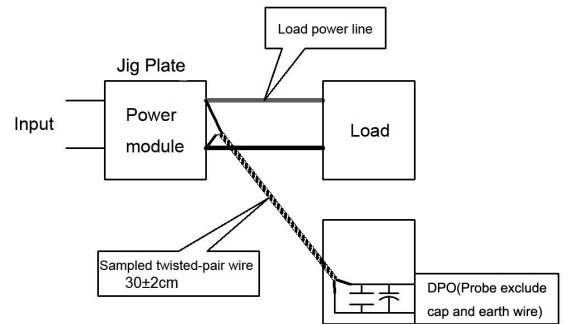 Load power line
Jig Plate
Input
Power
module
Load
Sampled twisted-pair wire
30±2cm
DPO(Probe exclude
cap and earth wire)